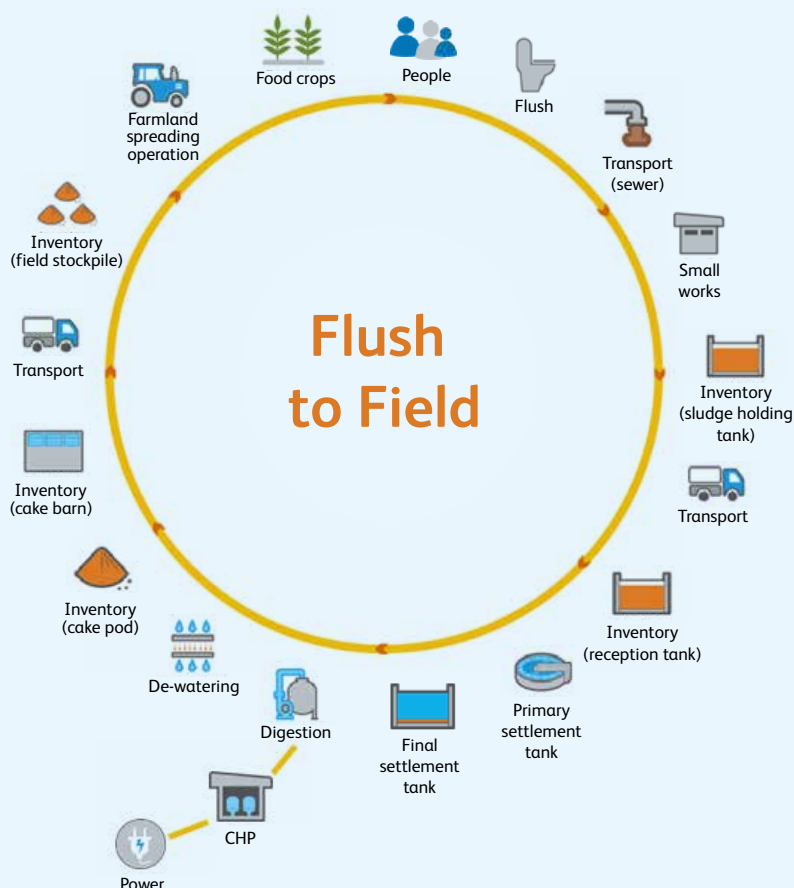 Food crops
People
Flush
Transport
(sewer)
Small
works
Inventory
(sludge holding
tank)
Transport
Inventory
(reception tank)
Primary
settlement
tank
Final
settlement
tank
Digestion
CHP
Power
De-watering
Inventory
(cake pod)
Inventory
(cake barn)
Transport
Inventory
(field stockpile)
Farmland
spreading
operation
Flush
to Field